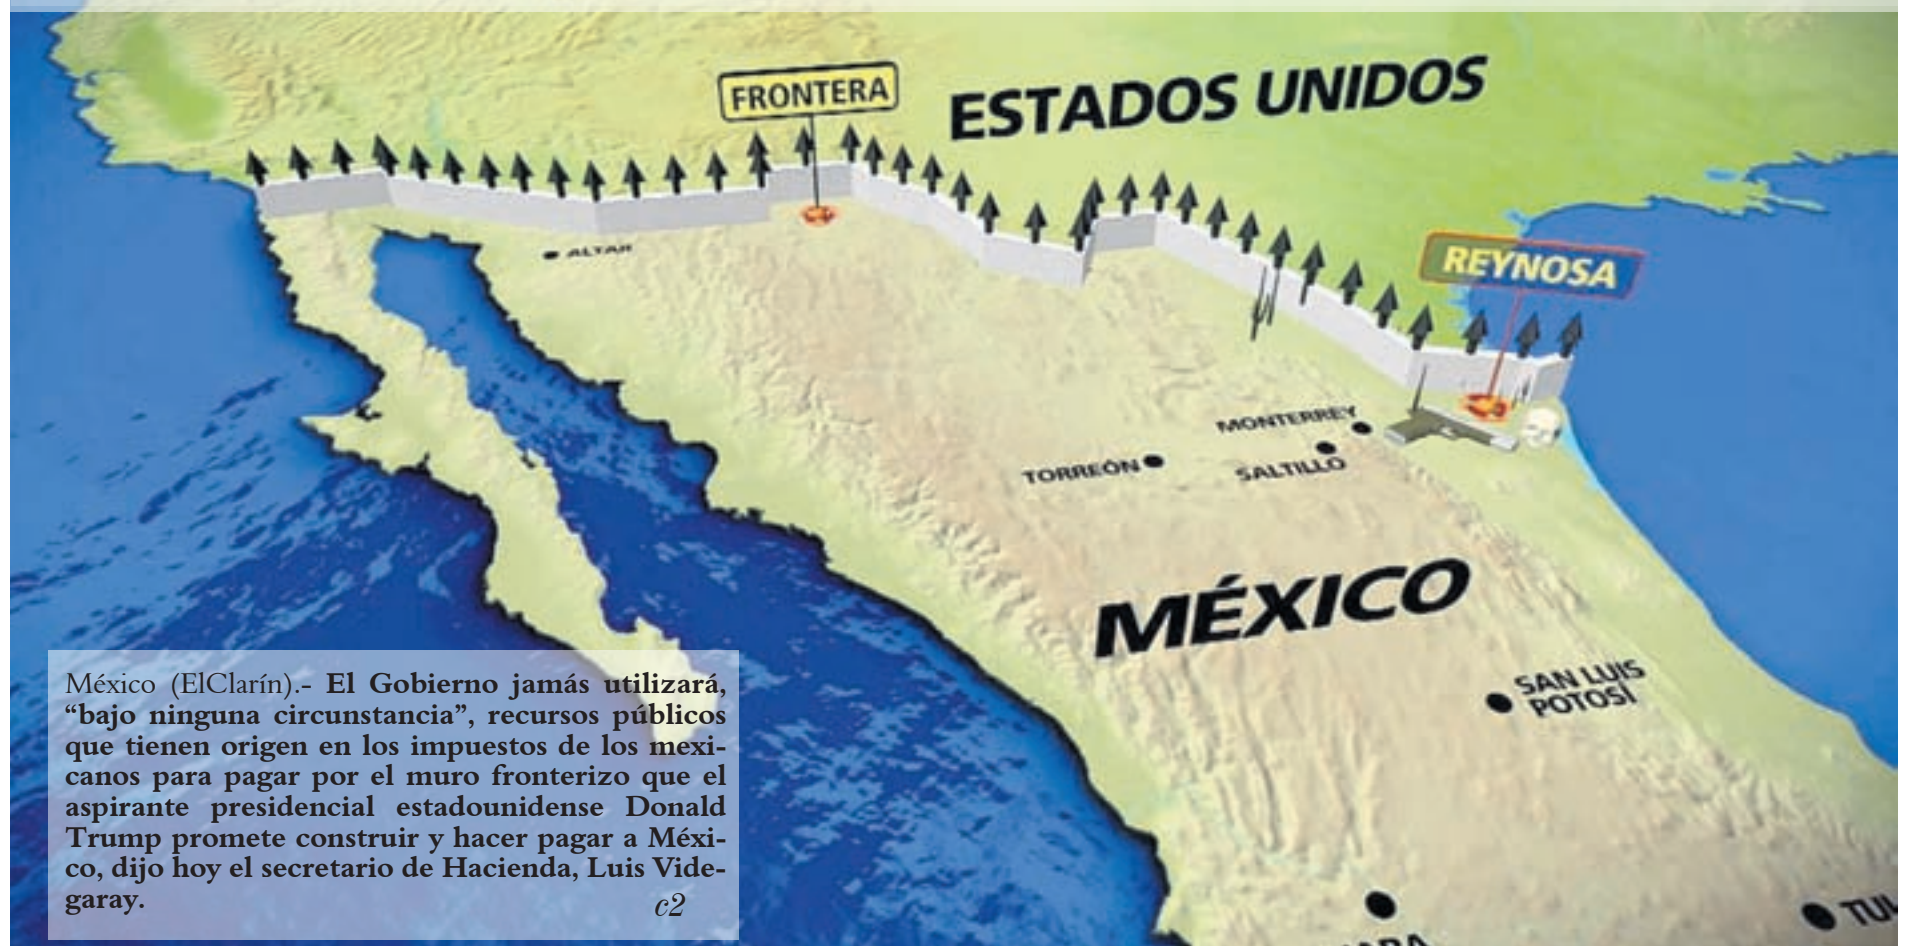 FRONTERA
ESTADOS UNIDOS
ALTAR
REYNOSA
MONTERREY
TORREÓN
SALTILLO
MÉXICO
SAN LUIS
POTOSÍ
México (ElClarín).- El Gobierno jamás utilizará,
“bajo ninguna circunstancia”, recursos públicos
que tienen origen en los impuestos de los mexi-
canos para pagar por el muro fronterizo que el
aspirante presidencial estadounidense Donald
Trump promete construir y hacer pagar a Méxi-
co, dijo hoy el secretario de Hacienda, Luis Vide-
garay.
c2